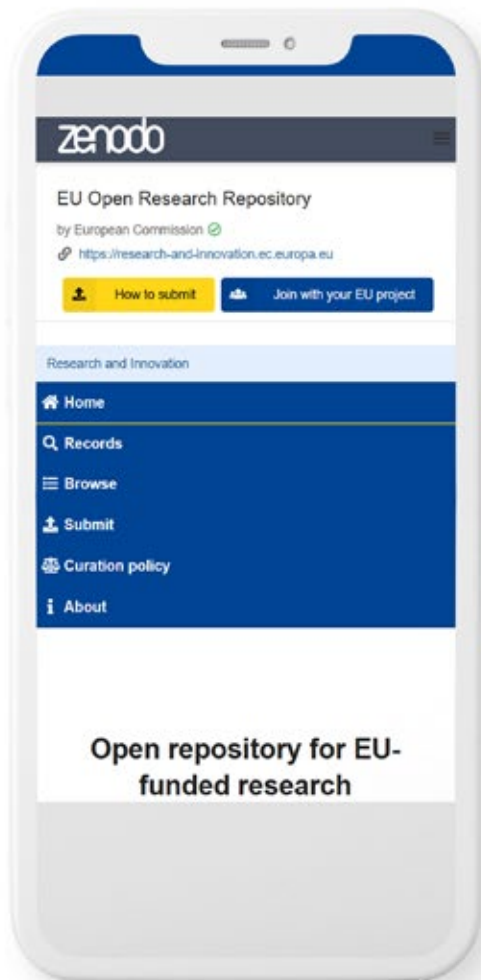 zenodo
EU Open Research Repository
by European Commission
https://research-and-innovation.ec.europa.eu
How to submit
Join with your EU project
Research and Innovation
Home
Records
Browse
Submit
Curation policy
About
Open repository for EU-
funded research